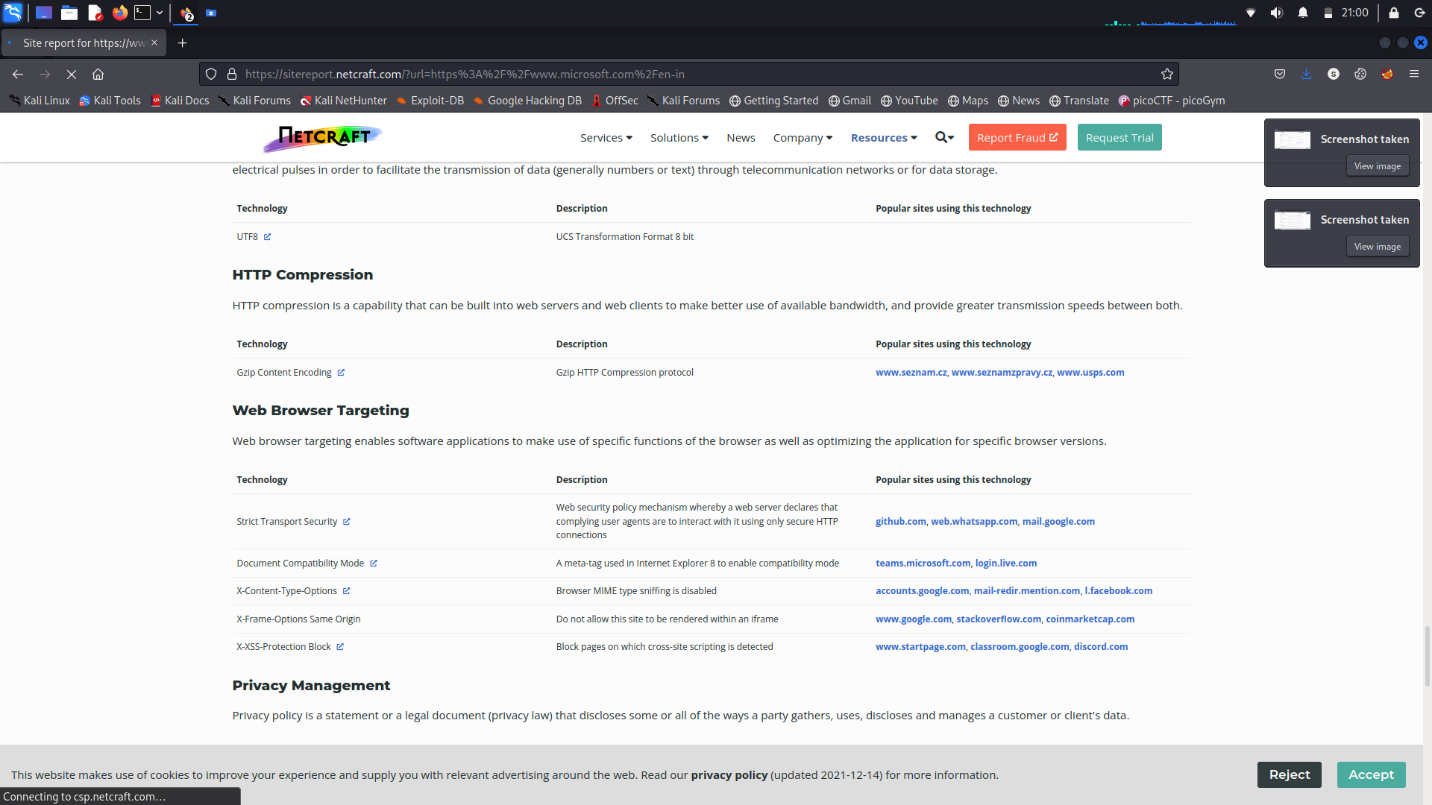 21:00
Site report for https://ww
https://sitereport.netcraft.com/?url=https%3A%2F%2Fwww.microsoft.com%2Fen-in
Kali Linux Kali Tools Kali Docs Kali Forums Kali NetHunter Exploit-DB Google Hacking DB OffSec Kali Forums Getting Started Gmail YouTube Maps News Translate picoCTF - picoGym
NETCRAFT Services Solutions News Company Resources Report Fraud Request Trial
Screenshot taken
View image
Screenshot taken
View image
electrical pulses in order to facilitate the transmission of data (generally numbers or text) through telecommunication networks or for data storage.
Technology Description Popular sites using this technology
UTF8 UCS Transformation Format 8 bit
HTTP Compression
HTTP compression is a capability that can be built into web servers and web clients to make better use of available bandwidth, and provide greater transmission speeds between both.
Technology Description Popular sites using this technology
Gzip Content Encoding Gzip HTTP Compression protocol www.seznam.cz, www.seznamzpravy.cz, www.usps.com
Web Browser Targeting
Web browser targeting enables software applications to make use of specific functions of the browser as well as optimizing the application for specific browser versions.
Technology Description Popular sites using this technology
Strict Transport Security Web security policy mechanism whereby a web server declares that
complying user agents are to interact with it using only secure HTTP
connections
github.com, web.whatsapp.com, mail.google.com
Document Compatibility Mode A meta-tag used in Internet Explorer 8 to enable compatibility mode teams.microsoft.com, login.live.com
X-Content-Type-Options Browser MIME type sniffing is disabled accounts.google.com, mail-redir.mention.com, l.facebook.com
X-Frame-Options Same Origin Do not allow this site to be rendered within an iframe www.google.com, stackoverflow.com, coinmarketcap.com
X-XSS-Protection Block Block pages on which cross-site scripting is detected www.startpage.com, classroom.google.com, discord.com
Privacy Management
Privacy policy is a statement or a legal document (privacy law) that discloses some or all of the ways a party gathers, uses, discloses and manages a customer or client's data.
This website makes use of cookies to improve your experience and supply you with relevant advertising around the web. Read our privacy policy (updated 2021-12-14) for more information.
Reject Accept
Connecting to csp.netcraft.com…